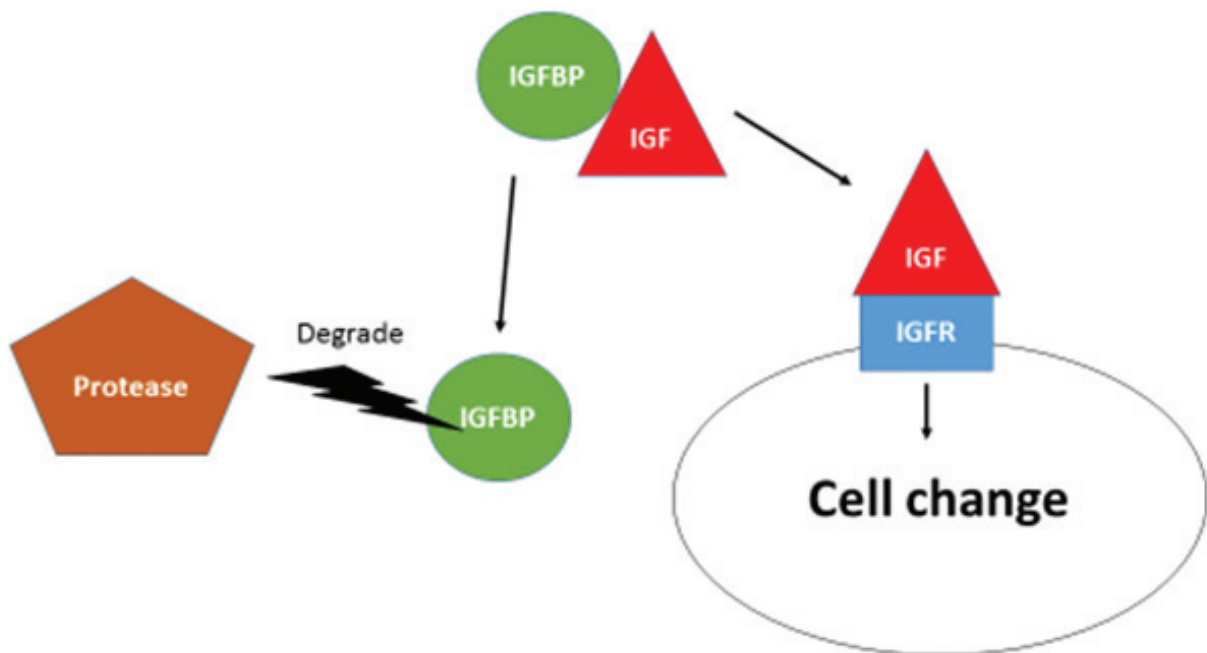 IGFBP
IGF
IGF
IGFR
Degrade
Protease
IGFBP
Cell change